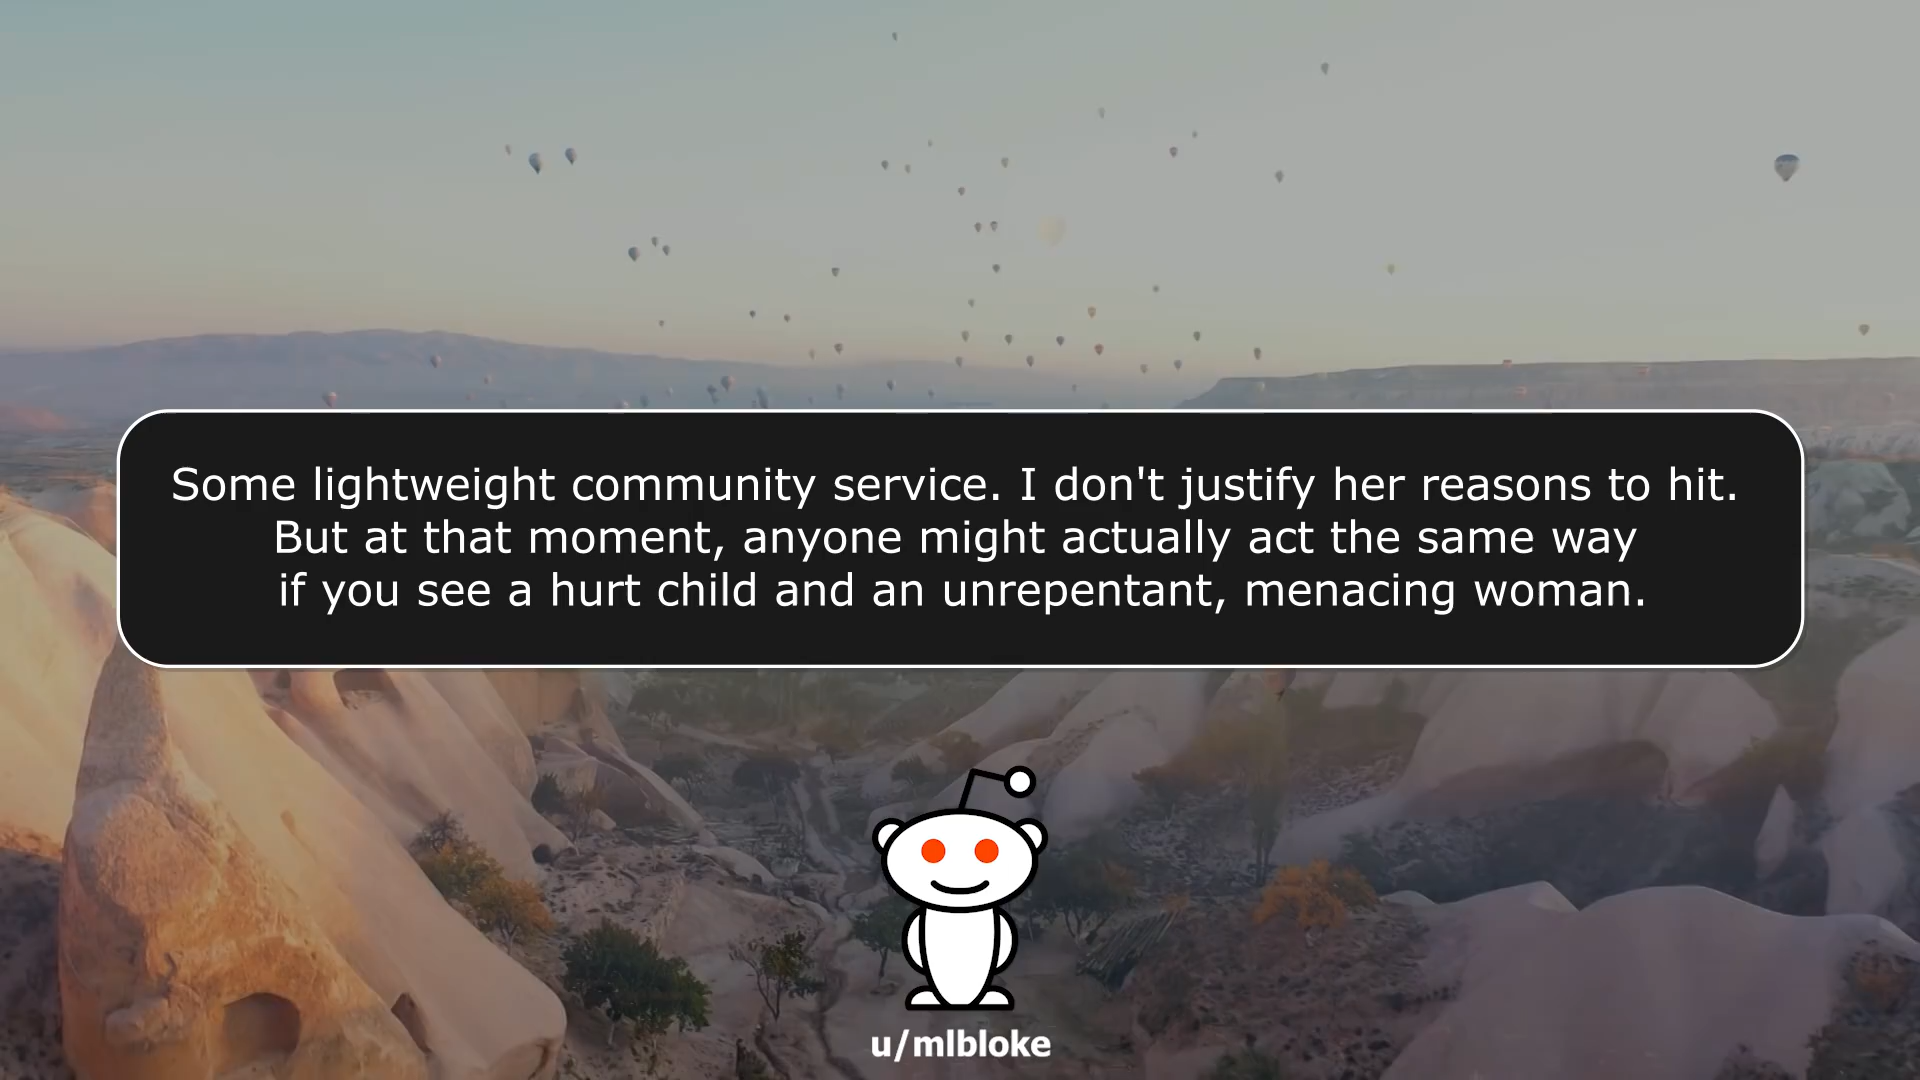 Some lightweight community service. I don't justify her reasons to hit.
But at that moment, anyone might actually act the same way
if you see a hurt child and an unrepentant, menacing woman.
u/mlbloke